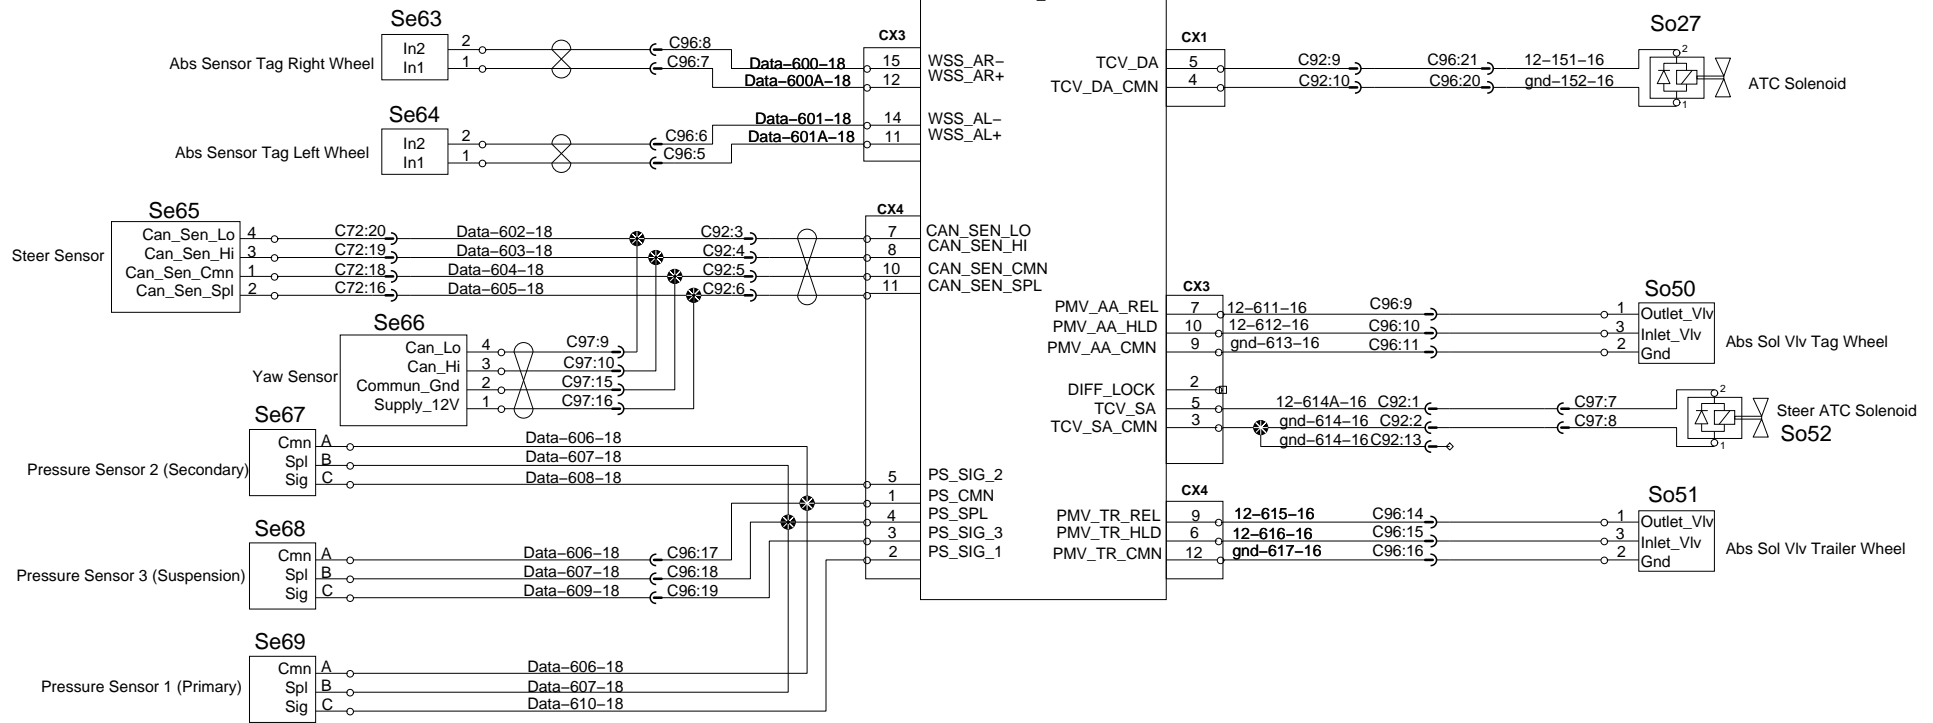 Se63
Abs Sensor Tag Right Wheel
In2 2 C96:8
In1 1 C96:7
CX3
Data-600-18 15 WSS_AR-
Data-600A-18 12 WSS_AR+
Se64
Abs Sensor Tag Left Wheel
In2 2 C96:6
In1 1 C96:5
Data-601-18 14 WSS_AL-
Data-601A-18 11 WSS_AL+
CX1
TCV_DA 5 C92:9 C96:21 12-151-16
TCV_DA_CMN 4 C92:10 C96:20 gnd-152-16
So27
2
1
ATC Solenoid
Se65
Steer Sensor
CX4
Can_Sen_Lo 4 C72:20 Data-602-18 C92:3 7 CAN_SEN_LO
Can_Sen_Hi 3 C72:19 Data-603-18 C92:4 8 CAN_SEN_HI
Can_Sen_Cmn 1 C72:18 Data-604-18 C92:5 10 CAN_SEN_CMN
Can_Sen_Spl 2 C72:16 Data-605-18 C92:6 11 CAN_SEN_SPL
Se66
Yaw Sensor
Can_Lo 4 C97:9
Can_Hi 3 C97:10
Commun_Gnd 2 C97:15
Supply_12V 1 C97:16
CX3
So50
PMV_AA_REL 7 12-611-16 C96:9 1 Outlet_Vlv
PMV_AA_HLD 10 12-612-16 C96:10 3 Inlet_Vlv
PMV_AA_CMN 9 gnd-613-16 C96:11 2 Gnd
Abs Sol Vlv Tag Wheel
DIFF_LOCK 2
TCV_SA 5 12-614A-16 C92:1 C97:7
TCV_SA_CMN 3 gnd-614-16 C92:2 C97:8
gnd-614-16 C92:13
2
1
Steer ATC Solenoid
So52
Se67
Pressure Sensor 2 (Secondary)
Cmn A Data-606-18
Spl B Data-607-18
Sig C Data-608-18
5 PS_SIG_2
1 PS_CMN
4 PS_SPL
3 PS_SIG_3
2 PS_SIG_1
Se68
Pressure Sensor 3 (Suspension)
Cmn A Data-606-18 C96:17
Spl B Data-607-18 C96:18
Sig C Data-609-18 C96:19
CX4
So51
PMV_TR_REL 9 12-615-16 C96:14 1 Outlet_Vlv
PMV_TR_HLD 6 12-616-16 C96:15 3 Inlet_Vlv
PMV_TR_CMN 12 gnd-617-16 C96:16 2 Gnd
Abs Sol Vlv Trailer Wheel
Se69
Pressure Sensor 1 (Primary)
Cmn A Data-606-18
Spl B Data-607-18
Sig C Data-610-18